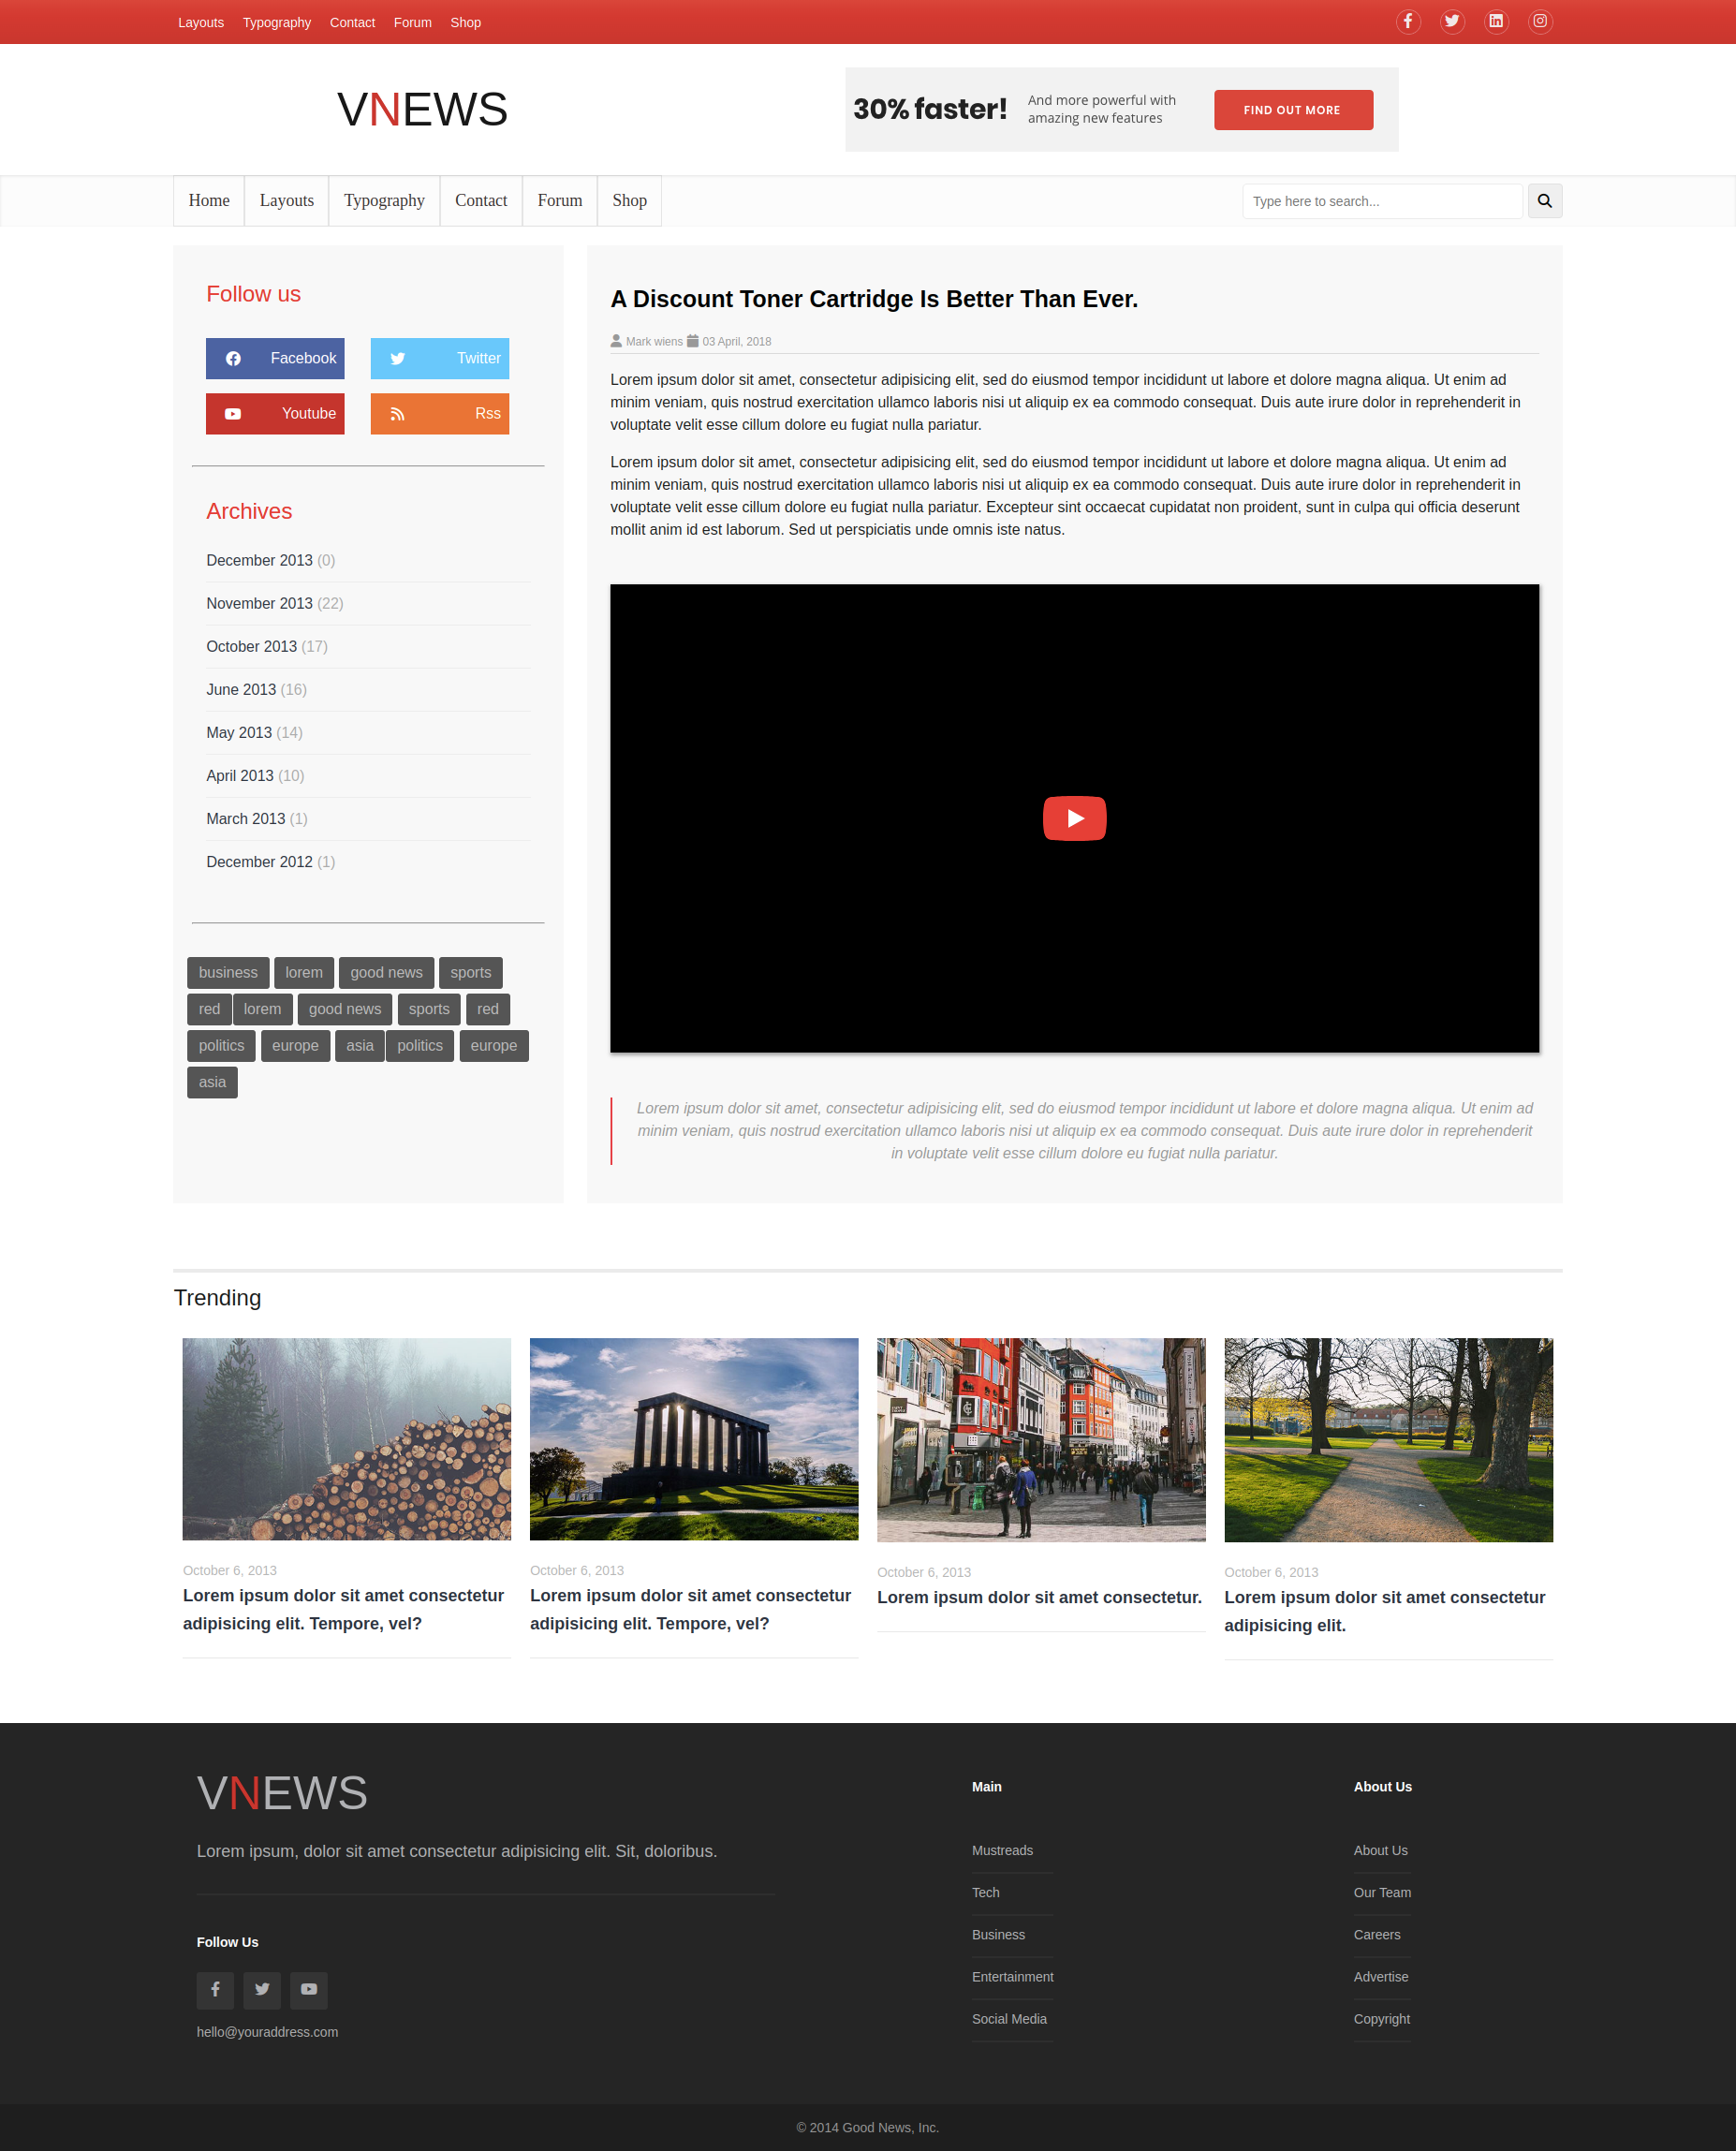 Layouts Typography Contact Forum Shop
VNEWS
30% faster!
And more powerful with
amazing new features
FIND OUT MORE
Home Layouts Typography Contact Forum Shop
Type here to search...
Follow us
Facebook
Twitter
Youtube
Rss
Archives
December 2013 (0)
November 2013 (22)
October 2013 (17)
June 2013 (16)
May 2013 (14)
April 2013 (10)
March 2013 (1)
December 2012 (1)
business lorem good news sports
red lorem good news sports red
politics europe asia politics europe
asia
A Discount Toner Cartridge Is Better Than Ever.
Mark wiens 03 April, 2018
Lorem ipsum dolor sit amet, consectetur adipisicing elit, sed do eiusmod tempor incididunt ut labore et dolore magna aliqua. Ut enim ad
minim veniam, quis nostrud exercitation ullamco laboris nisi ut aliquip ex ea commodo consequat. Duis aute irure dolor in reprehenderit in
voluptate velit esse cillum dolore eu fugiat nulla pariatur.
Lorem ipsum dolor sit amet, consectetur adipisicing elit, sed do eiusmod tempor incididunt ut labore et dolore magna aliqua. Ut enim ad
minim veniam, quis nostrud exercitation ullamco laboris nisi ut aliquip ex ea commodo consequat. Duis aute irure dolor in reprehenderit in
voluptate velit esse cillum dolore eu fugiat nulla pariatur. Excepteur sint occaecat cupidatat non proident, sunt in culpa qui officia deserunt
mollit anim id est laborum. Sed ut perspiciatis unde omnis iste natus.
Lorem ipsum dolor sit amet, consectetur adipisicing elit, sed do eiusmod tempor incididunt ut labore et dolore magna aliqua. Ut enim ad
minim veniam, quis nostrud exercitation ullamco laboris nisi ut aliquip ex ea commodo consequat. Duis aute irure dolor in reprehenderit
in voluptate velit esse cillum dolore eu fugiat nulla pariatur.
Trending
October 6, 2013
Lorem ipsum dolor sit amet consectetur
adipisicing elit. Tempore, vel?
October 6, 2013
Lorem ipsum dolor sit amet consectetur
adipisicing elit. Tempore, vel?
October 6, 2013
Lorem ipsum dolor sit amet consectetur.
October 6, 2013
Lorem ipsum dolor sit amet consectetur
adipisicing elit.
VNEWS
Lorem ipsum, dolor sit amet consectetur adipisicing elit. Sit, doloribus.
Follow Us
hello@youraddress.com
Main
Mustreads
Tech
Business
Entertainment
Social Media
About Us
About Us
Our Team
Careers
Advertise
Copyright
© 2014 Good News, Inc.